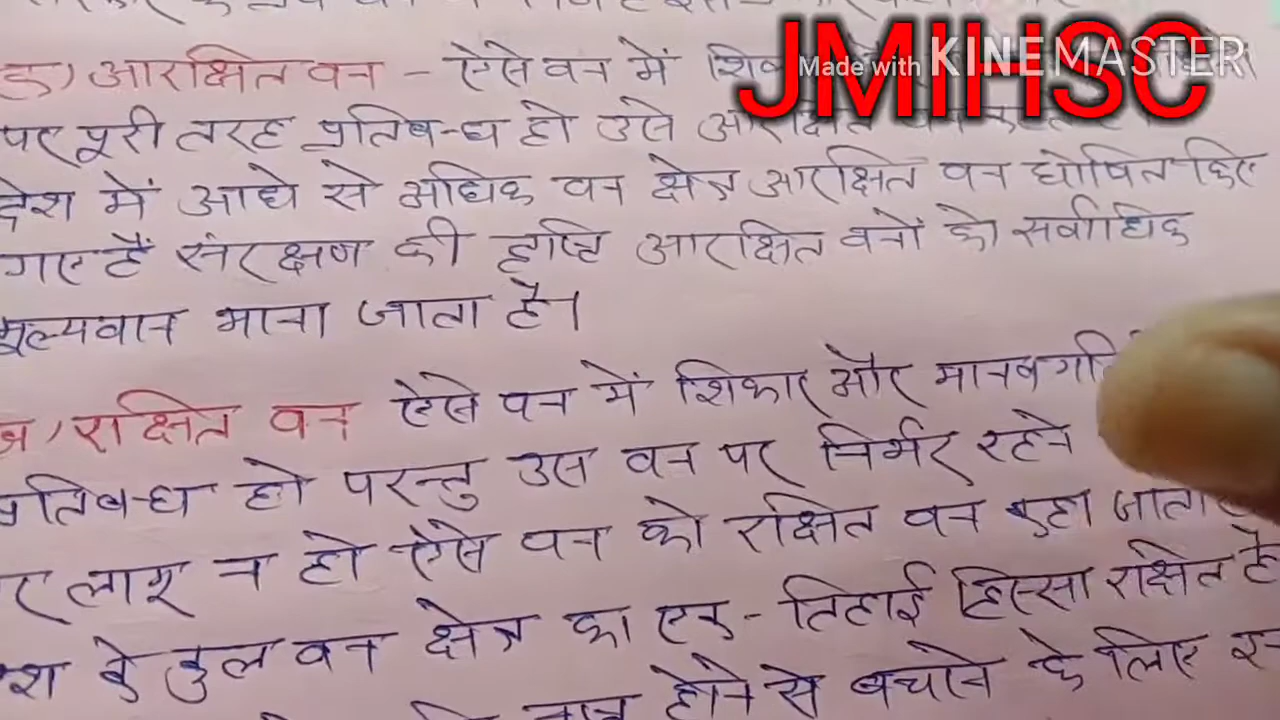 JMIHSC
Made with KINEMASTER
आरक्षित वन - ऐसे वन में
पर पूरी तरह प्रतिबन्ध हो उसे आरक्षित
देश में आधे से अधिक वन क्षेत्र आरक्षित वन घोषित किए
गए हैं संरक्षण की दृष्टि आरक्षित वनों को सर्वाधिक
मूल्यवान माना जाता है।
रक्षित वन ऐसे वन में शिकार और मानव
प्रतिबन्ध हो परन्तु उस वन पर निर्भर रहने
लागू न हो ऐसे वन को रक्षित वन कहा जाता
के कुल वन क्षेत्र का एक - तिहाई हिस्सा रक्षित है
होने से बचाने के लिए